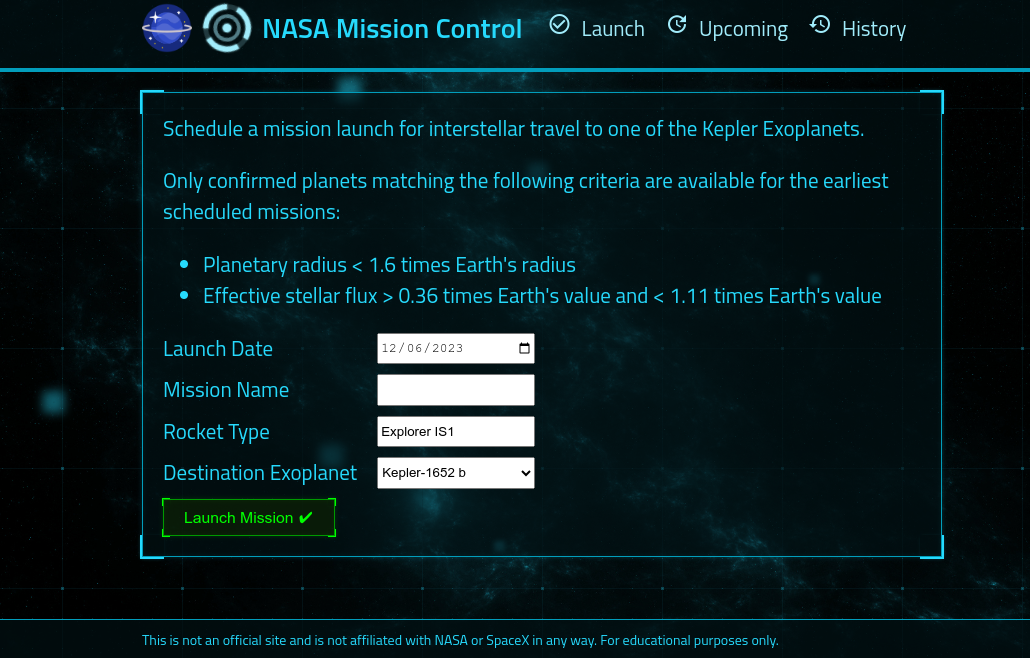 NASA Mission Control Launch Upcoming History
Schedule a mission launch for interstellar travel to one of the Kepler Exoplanets.
Only confirmed planets matching the following criteria are available for the earliest
scheduled missions:
Planetary radius < 1.6 times Earth's radius
Effective stellar flux > 0.36 times Earth's value and < 1.11 times Earth's value
Launch Date 12/06/2023
Mission Name
Rocket Type Explorer IS1
Destination Exoplanet Kepler-1652 b
Launch Mission ✔
This is not an official site and is not affiliated with NASA or SpaceX in any way. For educational purposes only.